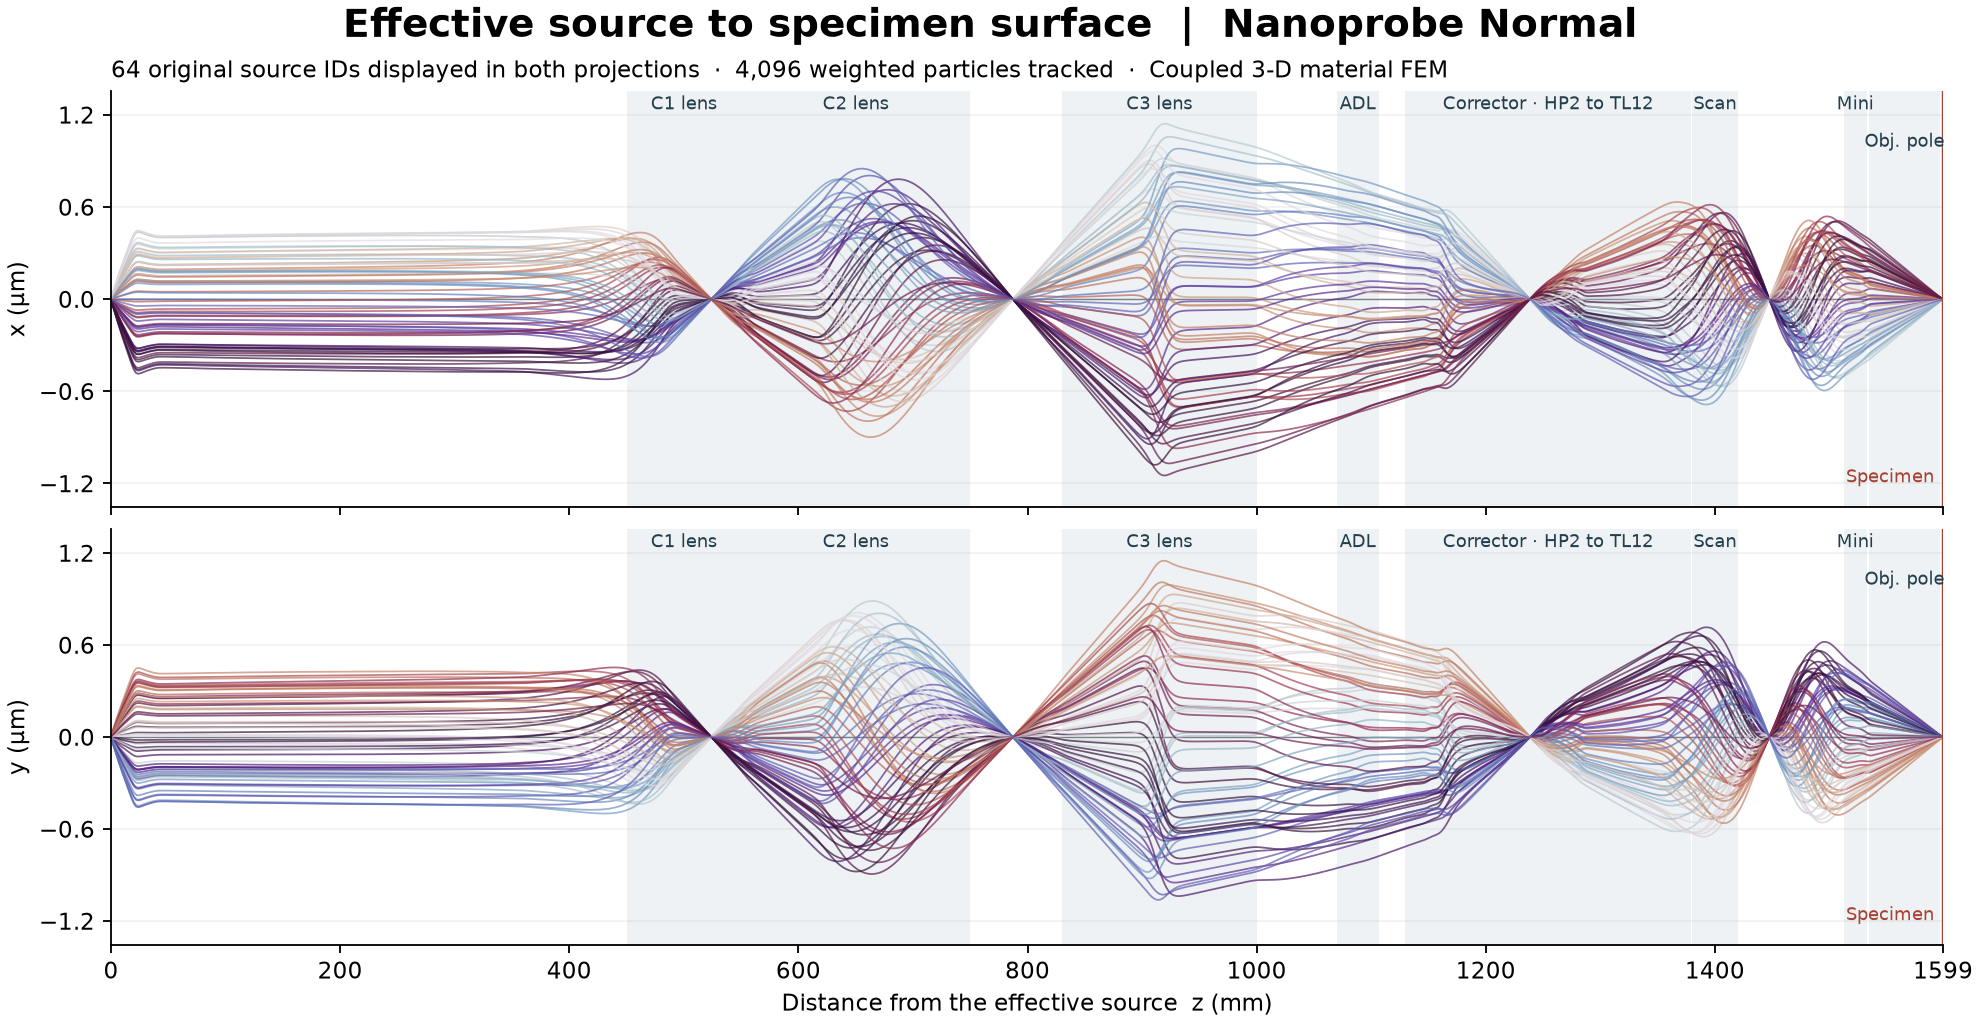 Effective source to specimen surface | Nanoprobe Normal
64 original source IDs displayed in both projections · 4,096 weighted particles tracked · Coupled 3-D material FEM
C1 lens C2 lens C3 lens ADL Corrector · HP2 to TL12 Scan Mini
Obj. pole
1.2
0.6
0.0
−0.6
−1.2
x (μm)
Specimen
C1 lens C2 lens C3 lens ADL Corrector · HP2 to TL12 Scan Mini
Obj. pole
1.2
0.6
0.0
−0.6
−1.2
y (μm)
Specimen
0 200 400 600 800 1000 1200 1400 1599
Distance from the effective source z (mm)